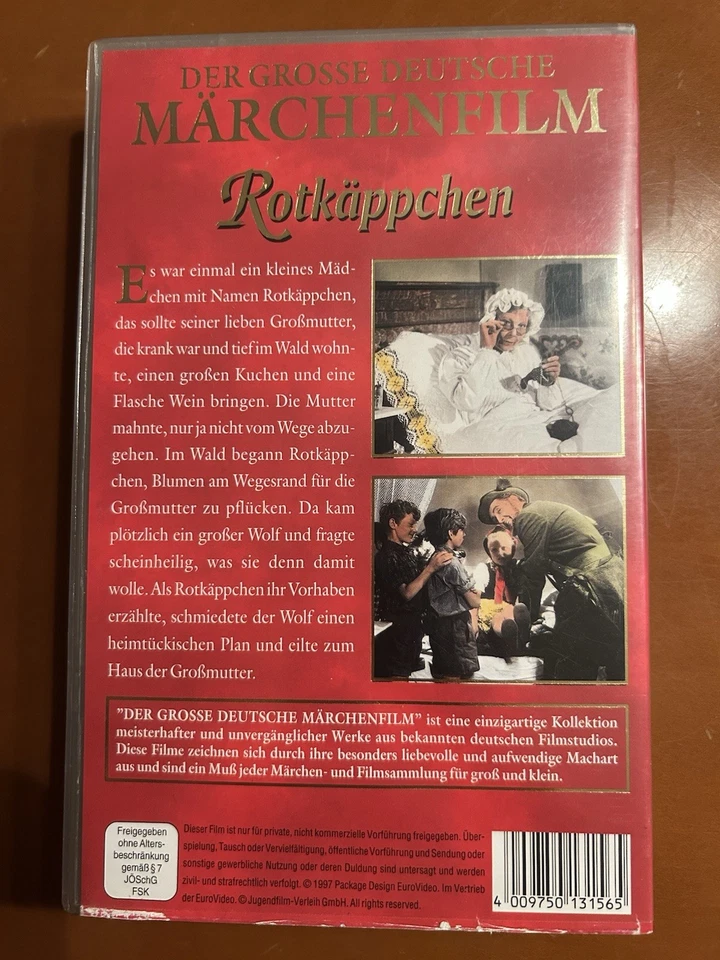 DER GROSSE DEUTSCHE
MÄRCHENFILM
Rotkäppchen
Es war einmal ein kleines Mäd-
chen mit Namen Rotkäppchen,
das sollte seiner lieben Großmutter,
die krank war und tief im Wald wohn-
te, einen großen Kuchen und eine
Flasche Wein bringen. Die Mutter
mahnte, nur ja nicht vom Wege abzu-
gehen. Im Wald begann Rotkäpp-
chen, Blumen am Wegesrand für die
Großmutter zu pflücken. Da kam
plötzlich ein großer Wolf und fragte
scheinheilig, was sie denn damit
wolle. Als Rotkäppchen ihr Vorhaben
erzählte, schmiedete der Wolf einen
heimtückischen Plan und eilte zum
Haus der Großmutter.
"DER GROSSE DEUTSCHE MÄRCHENFILM" ist eine einzigartige Kollektion
meisterhafter und unvergänglicher Werke aus bekannten deutschen Filmstudios.
Diese Filme zeichnen sich durch ihre besonders liebevolle und aufwendige Machart
aus und sind ein Muß jeder Märchen- und Filmsammlung für groß und klein.
Freigegeben
ohne Alters-
beschränkung
gemäß § 7
JÖSchG
FSK
Dieser Film ist nur für private, nicht kommerzielle Vorführung freigegeben. Über-
spielung, Tausch oder Vervielfältigung, öffentliche Vorführung und Sendung oder
sonstige gewerbliche Nutzung oder deren Duldung sind untersagt und werden
zivil- und strafrechtlich verfolgt. © 1997 Package Design EuroVideo. Im Vertrieb
der EuroVideo. © Jugendfilm-Verleih GmbH. All rights reserved.
4 009750 131565